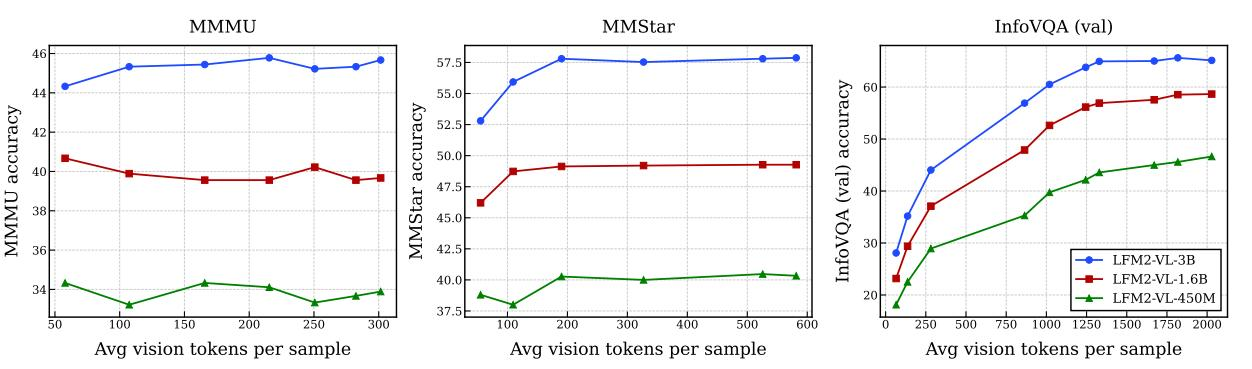 MMMU
MMMU accuracy
46
44
42
40
38
36
34
50 100 150 200 250 300
Avg vision tokens per sample
MMStar
MMStar accuracy
57.5
55.0
52.5
50.0
47.5
45.0
42.5
40.0
37.5
100 200 300 400 500 600
Avg vision tokens per sample
InfoVQA (val)
InfoVQA (val) accuracy
60
50
40
30
20
0 250 500 750 1000 1250 1500 1750 2000
Avg vision tokens per sample
LFM2-VL-3B
LFM2-VL-1.6B
LFM2-VL-450M